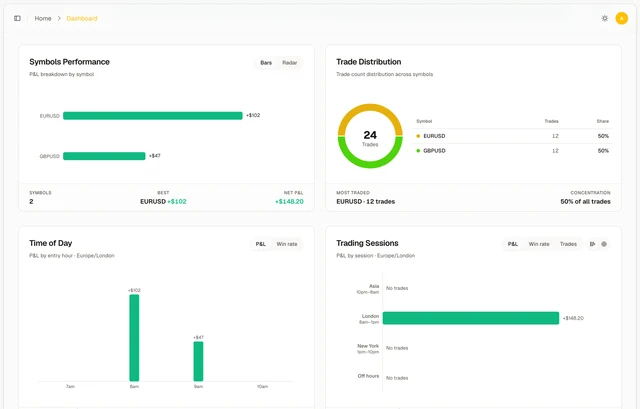 Home > Dashboard
Symbols Performance
P&L breakdown by symbol
Bars Radar
EURUSD +$102
GBPUSD +$47
SYMBOLS BEST NET P&L
2 EURUSD +$102 +$148.20
Trade Distribution
Trade count distribution across symbols
24
Trades
Symbol Trades Share
EURUSD 12 50%
GBPUSD 12 50%
MOST TRADED CONCENTRATION
EURUSD · 12 trades 50% of all trades
Time of Day
P&L by entry hour · Europe/London
P&L Win rate
+$102
+$47
7am 8am 9am 10am
Trading Sessions
P&L by session · Europe/London
P&L Win rate Trades
Asia
10pm–8am
No trades
London
8am–1pm
+$148.20
New York
1pm–10pm
No trades
Off hours
No trades